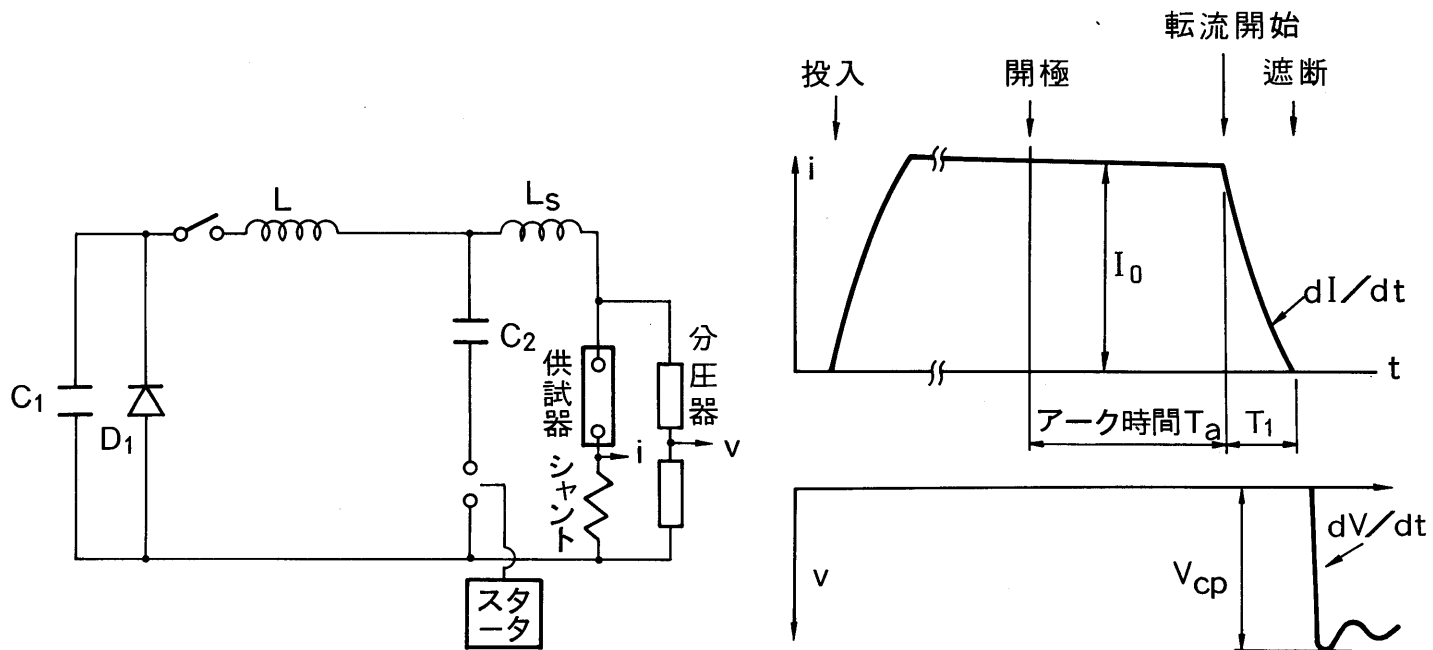 L
Ls
C1
D1
C2
供試器
分圧器
i
v
シャント
スタ
ータ
転流開始
投入
開極
遮断
i
I0
dI/dt
t
アーク時間Ta
T1
v
Vcp
dV/dt